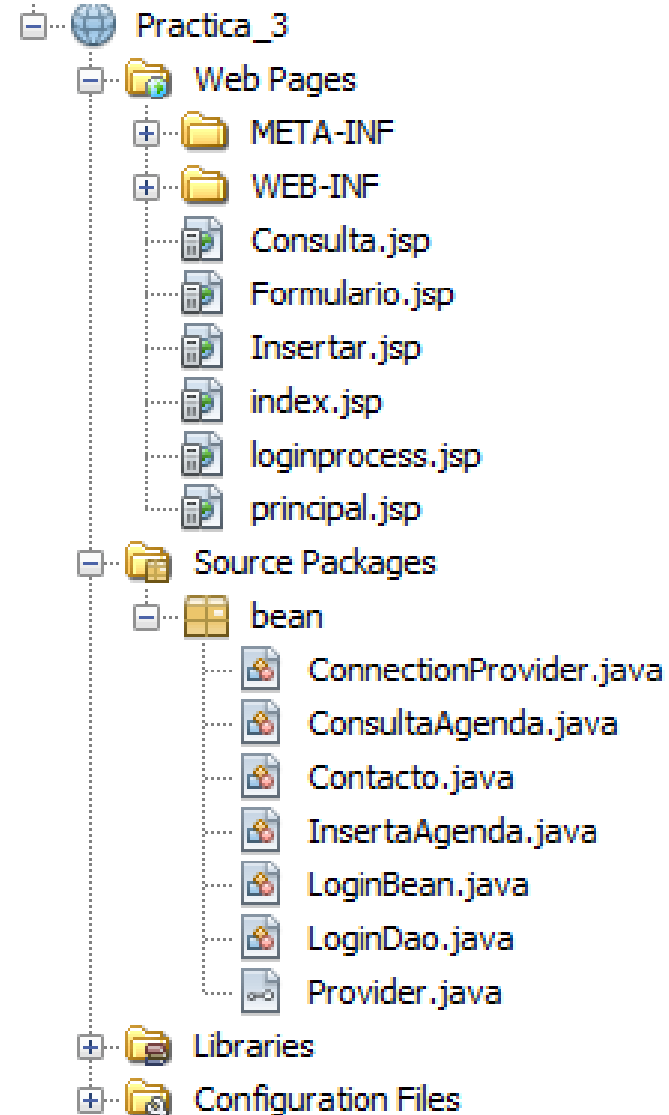 Practica_3
Web Pages
META-INF
WEB-INF
Consulta.jsp
Formulario.jsp
Insertar.jsp
index.jsp
loginprocess.jsp
principal.jsp
Source Packages
bean
ConnectionProvider.java
ConsultaAgenda.java
Contacto.java
InsertaAgenda.java
LoginBean.java
LoginDao.java
Provider.java
Libraries
Configuration Files